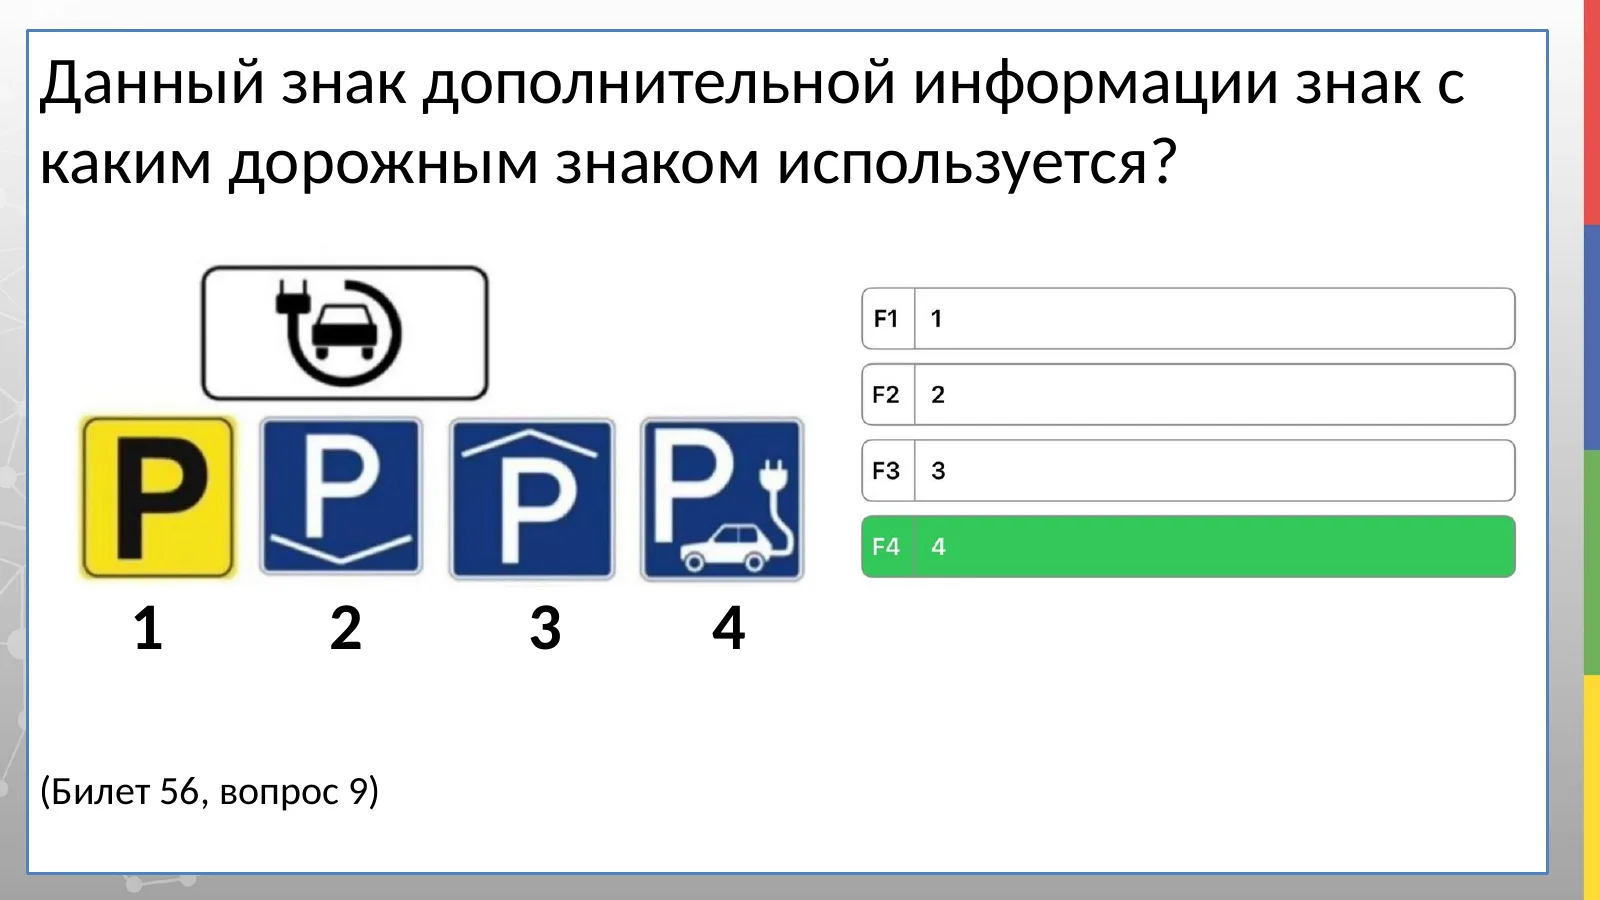 Данный знак дополнительной информации знак с
каким дорожным знаком используется?
P P P P
1 2 3 4
F1 1
F2 2
F3 3
F4 4
(Билет 56, вопрос 9)